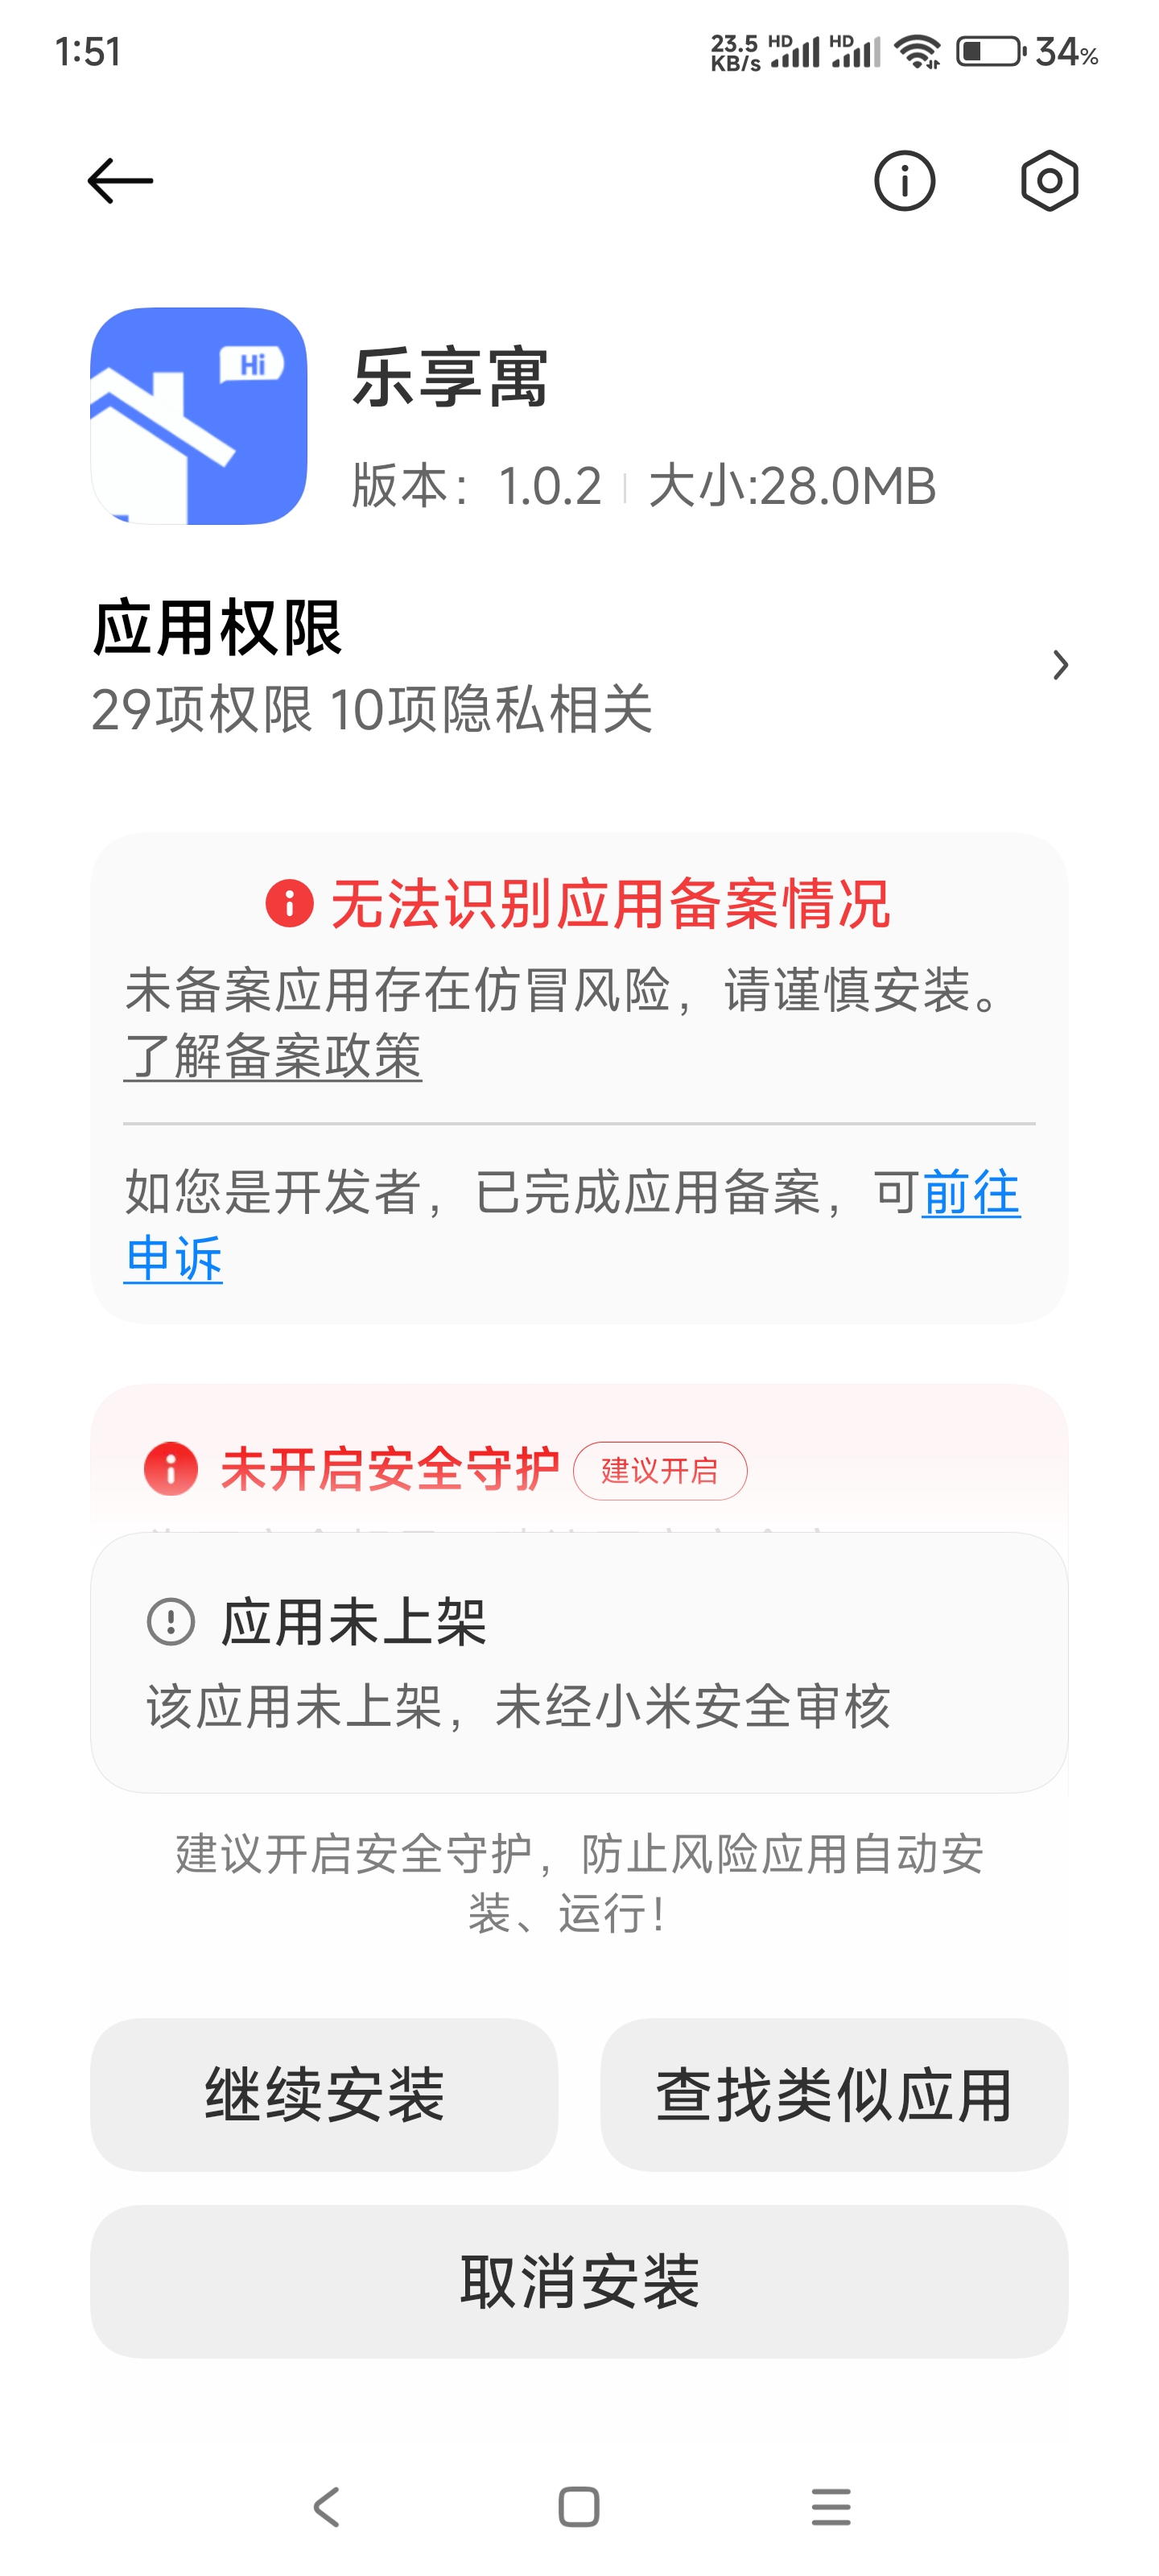 1:51
23.5 KB/s HD HD 34%
Hi
乐享寓
版本：1.0.2 大小:28.0MB
应用权限
29项权限 10项隐私相关
无法识别应用备案情况
未备案应用存在仿冒风险，请谨慎安装。
了解备案政策
如您是开发者，已完成应用备案，可前往
申诉
未开启安全守护 建议开启
应用未上架
该应用未上架，未经小米安全审核
建议开启安全守护，防止风险应用自动安
装、运行！
继续安装 查找类似应用
取消安装